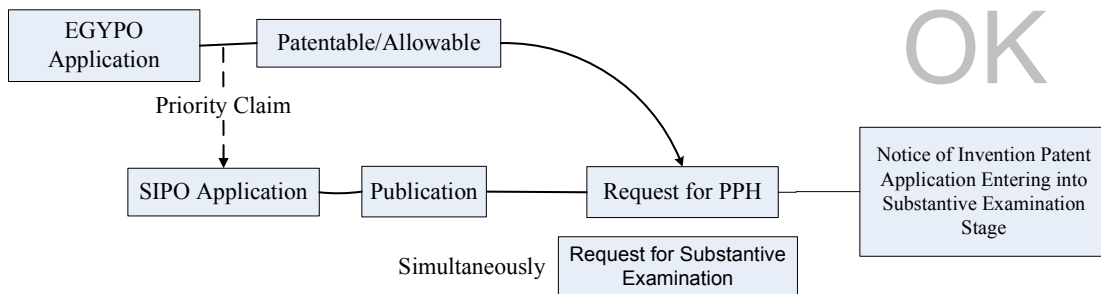 EGYPO
Application
Patentable/Allowable
OK
Priority Claim
SIPO Application
Publication
Request for PPH
Notice of Invention Patent
Application Entering into
Substantive Examination
Stage
Simultaneously
Request for Substantive
Examination